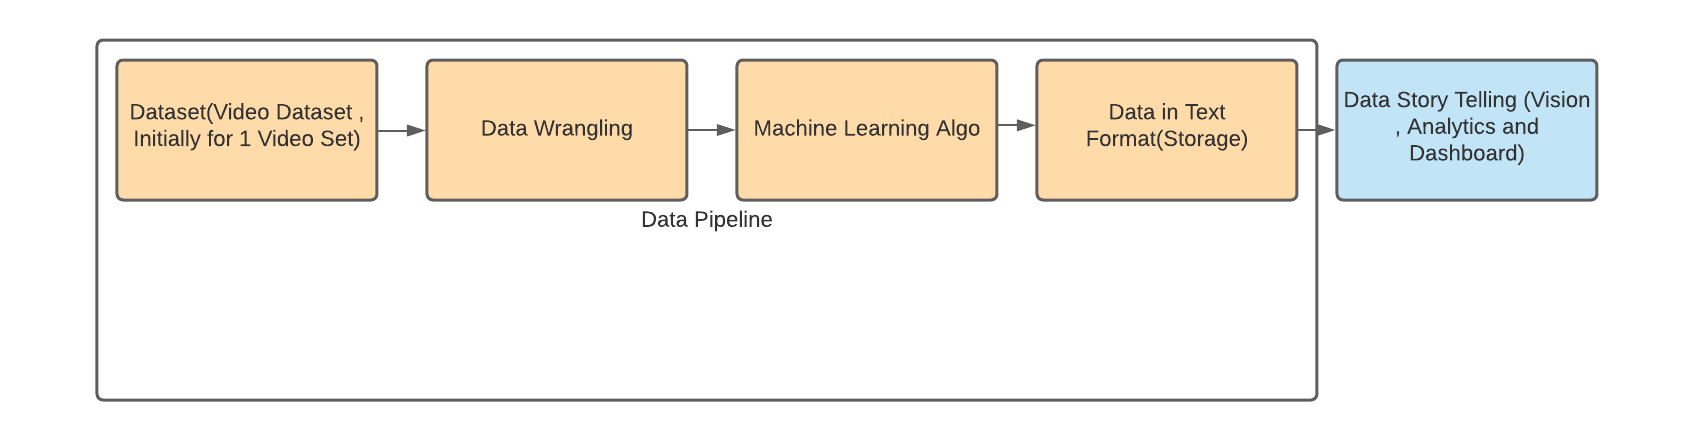 Dataset(Video Dataset ,
Initially for 1 Video Set)
Data Wrangling
Machine Learning Algo
Data in Text
Format(Storage)
Data Story Telling (Vision
, Analytics and
Dashboard)
Data Pipeline